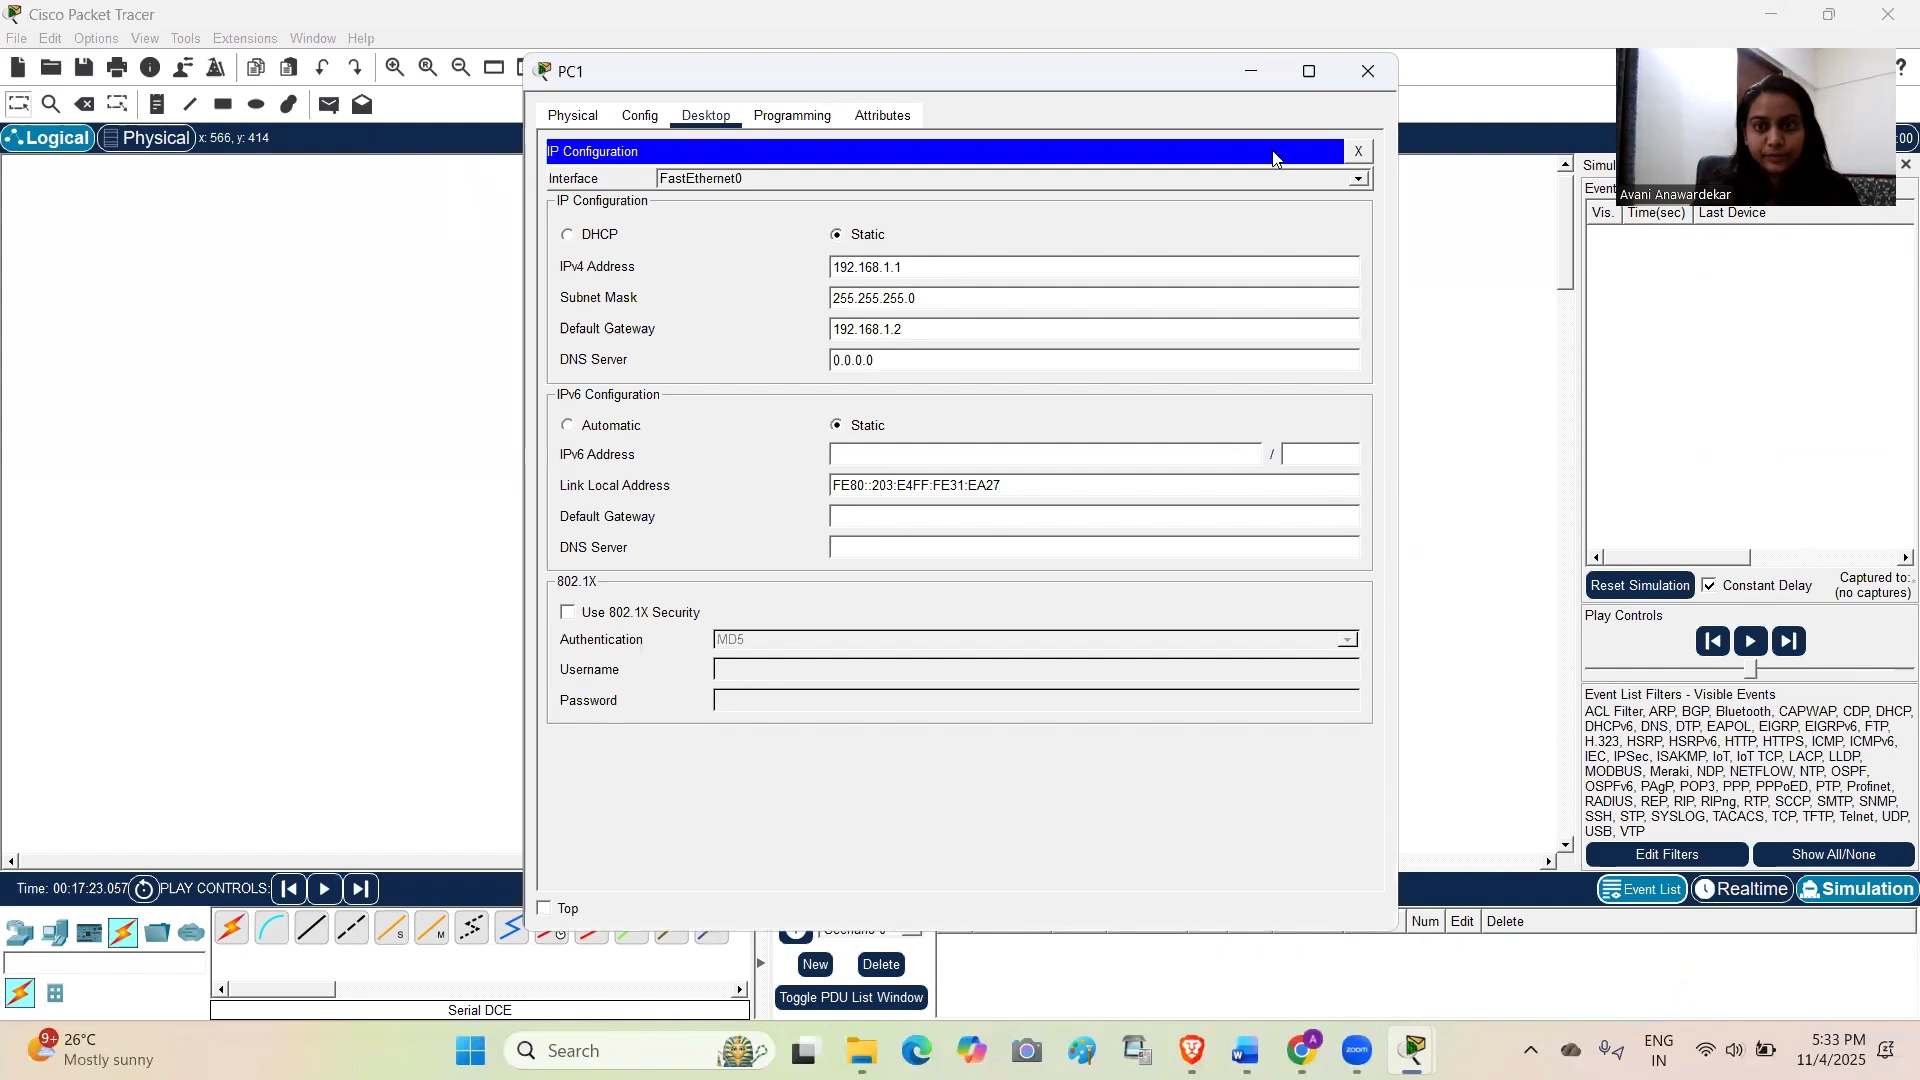 Cisco Packet Tracer
File Edit Options View Tools Extensions Window Help
PC1
?
Logical Physical x: 566, y: 414
:00
Physical Config Desktop Programming Attributes
IP Configuration X
Interface FastEthernet0
IP Configuration
DHCP Static
IPv4 Address 192.168.1.1
Subnet Mask 255.255.255.0
Default Gateway 192.168.1.2
DNS Server 0.0.0.0
IPv6 Configuration
Automatic Static
IPv6 Address /
Link Local Address FE80::203:E4FF:FE31:EA27
Default Gateway
DNS Server
802.1X
Use 802.1X Security
Authentication MD5
Username
Password
Top
Avani Anawardekar
Simul
Event
Vis. Time(sec) Last Device
Reset Simulation Constant Delay Captured to:
(no captures)
Play Controls
Event List Filters - Visible Events
ACL Filter, ARP, BGP, Bluetooth, CAPWAP, CDP, DHCP,
DHCPv6, DNS, DTP, EAPOL, EIGRP, EIGRPv6, FTP,
H.323, HSRP, HSRPv6, HTTP, HTTPS, ICMP, ICMPv6,
IEC, IPSec, ISAKMP, IoT, IoT TCP, LACP, LLDP,
MODBUS, Meraki, NDP, NETFLOW, NTP, OSPF,
OSPFv6, PAgP, POP3, PPP, PPPoED, PTP, Profinet,
RADIUS, REP, RIP, RIPng, RTP, SCCP, SMTP, SNMP,
SSH, STP, SYSLOG, TACACS, TCP, TFTP, Telnet, UDP,
USB, VTP
Edit Filters Show All/None
Time: 00:17:23.057 PLAY CONTROLS:
Event List Realtime Simulation
S M
Num Edit Delete
New Delete
Toggle PDU List Window
Serial DCE
9+ 26°C
Mostly sunny
Search
A
zoom
ENG
IN
5:33 PM
11/4/2025